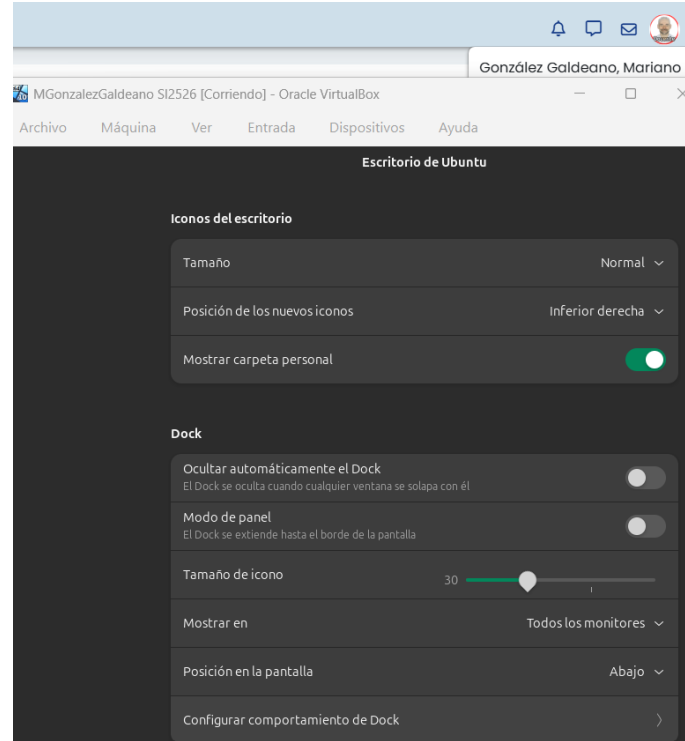 González Galdeano, Mariano
MGonzalezGaldeano SI2526 [Corriendo] - Oracle VirtualBox
Archivo Máquina Ver Entrada Dispositivos Ayuda
Escritorio de Ubuntu
Iconos del escritorio
Tamaño Normal
Posición de los nuevos iconos Inferior derecha
Mostrar carpeta personal
Dock
Ocultar automáticamente el Dock
El Dock se oculta cuando cualquier ventana se solapa con él
Modo de panel
El Dock se extiende hasta el borde de la pantalla
Tamaño de icono 30
Mostrar en Todos los monitores
Posición en la pantalla Abajo
Configurar comportamiento de Dock